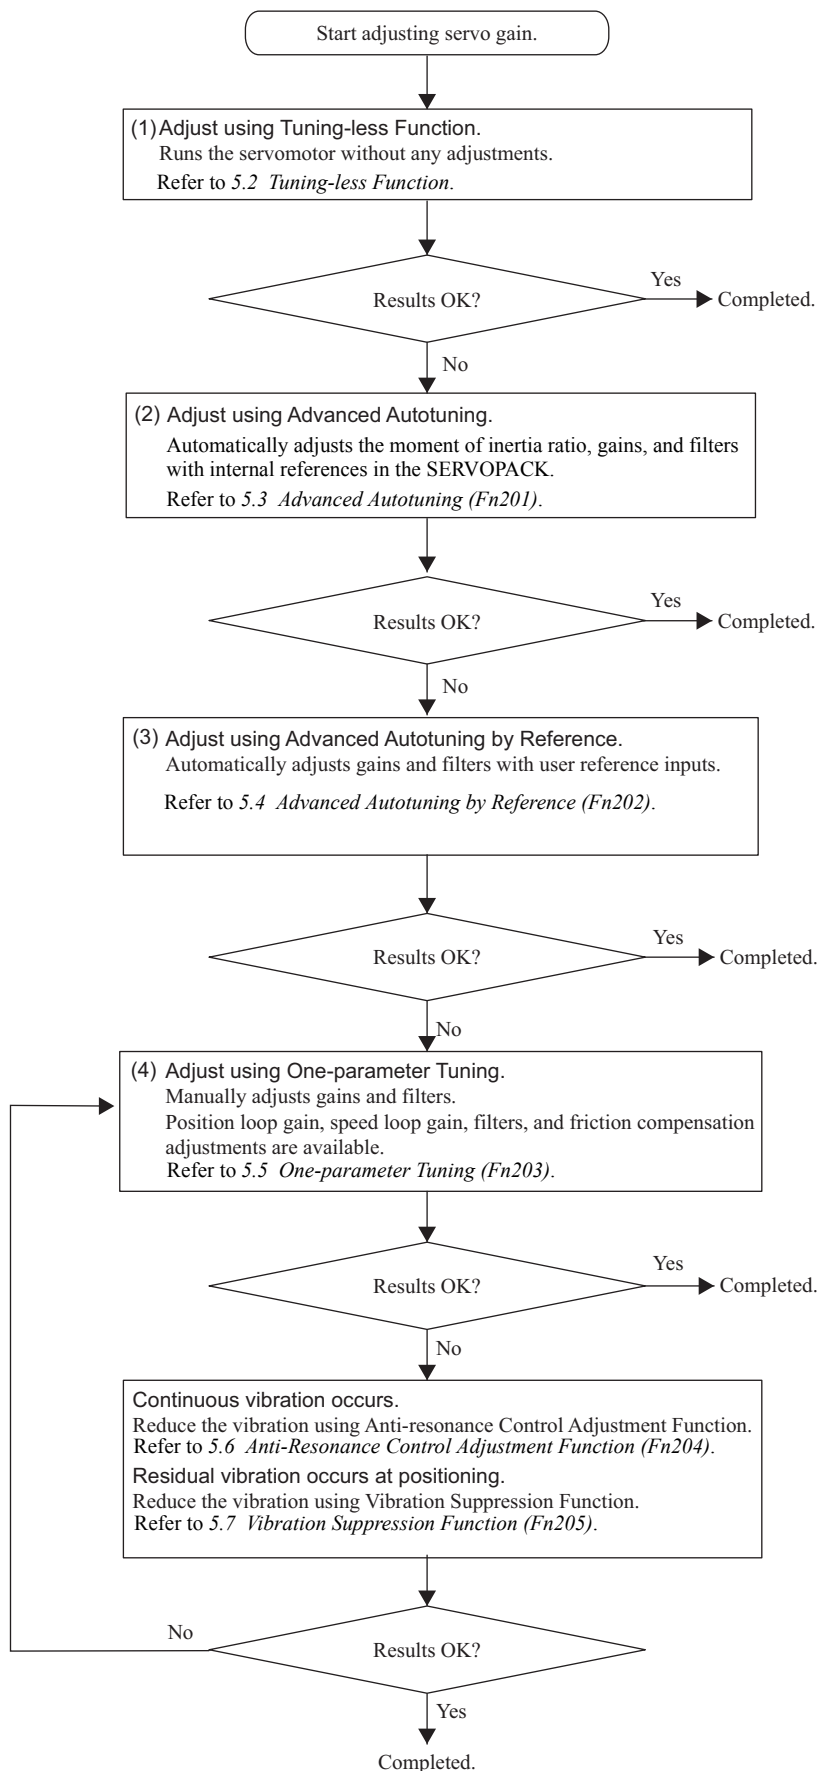 Start adjusting servo gain.
(1) Adjust using Tuning-less Function.
Runs the servomotor without any adjustments.
Refer to 5.2 Tuning-less Function.
Results OK?
Yes
Completed.
No
(2) Adjust using Advanced Autotuning.
Automatically adjusts the moment of inertia ratio, gains, and filters
with internal references in the SERVOPACK.
Refer to 5.3 Advanced Autotuning (Fn201).
Results OK?
Yes
Completed.
No
(3) Adjust using Advanced Autotuning by Reference.
Automatically adjusts gains and filters with user reference inputs.
Refer to 5.4 Advanced Autotuning by Reference (Fn202).
Results OK?
Yes
Completed.
No
(4) Adjust using One-parameter Tuning.
Manually adjusts gains and filters.
Position loop gain, speed loop gain, filters, and friction compensation
adjustments are available.
Refer to 5.5 One-parameter Tuning (Fn203).
Results OK?
Yes
Completed.
No
Continuous vibration occurs.
Reduce the vibration using Anti-resonance Control Adjustment Function.
Refer to 5.6 Anti-Resonance Control Adjustment Function (Fn204).
Residual vibration occurs at positioning.
Reduce the vibration using Vibration Suppression Function.
Refer to 5.7 Vibration Suppression Function (Fn205).
No
Results OK?
Yes
Completed.